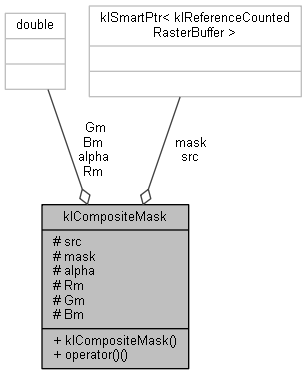 double
klSmartPtr< klReferenceCounted
RasterBuffer >
Gm
Bm
alpha
Rm
mask
src
klCompositeMask
# src
# mask
# alpha
# Rm
# Gm
# Bm
+ klCompositeMask()
+ operator()()